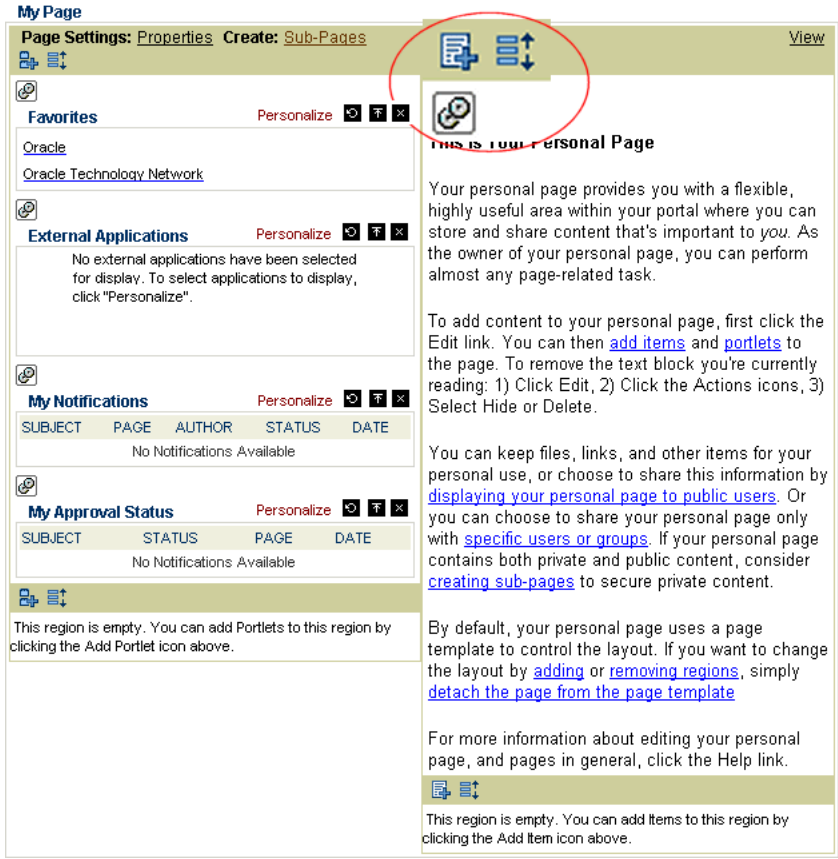 My Page
Page Settings: Properties Create: Sub-Pages
View
Favorites Personalize
Oracle
Oracle Technology Network
External Applications Personalize
No external applications have been selected
for display. To select applications to display,
click "Personalize".
My Notifications Personalize
SUBJECT PAGE AUTHOR STATUS DATE
No Notifications Available
My Approval Status Personalize
SUBJECT STATUS PAGE DATE
No Notifications Available
This region is empty. You can add Portlets to this region by
clicking the Add Portlet icon above.
This is Your Personal Page
Your personal page provides you with a flexible,
highly useful area within your portal where you can
store and share content that's important to you. As
the owner of your personal page, you can perform
almost any page-related task.
To add content to your personal page, first click the
Edit link. You can then add items and portlets to
the page. To remove the text block you're currently
reading: 1) Click Edit, 2) Click the Actions icons, 3)
Select Hide or Delete.
You can keep files, links, and other items for your
personal use, or choose to share this information by
displaying your personal page to public users. Or
you can choose to share your personal page only
with specific users or groups. If your personal page
contains both private and public content, consider
creating sub-pages to secure private content.
By default, your personal page uses a page
template to control the layout. If you want to change
the layout by adding or removing regions, simply
detach the page from the page template
For more information about editing your personal
page, and pages in general, click the Help link.
This region is empty. You can add Items to this region by
clicking the Add Item icon above.